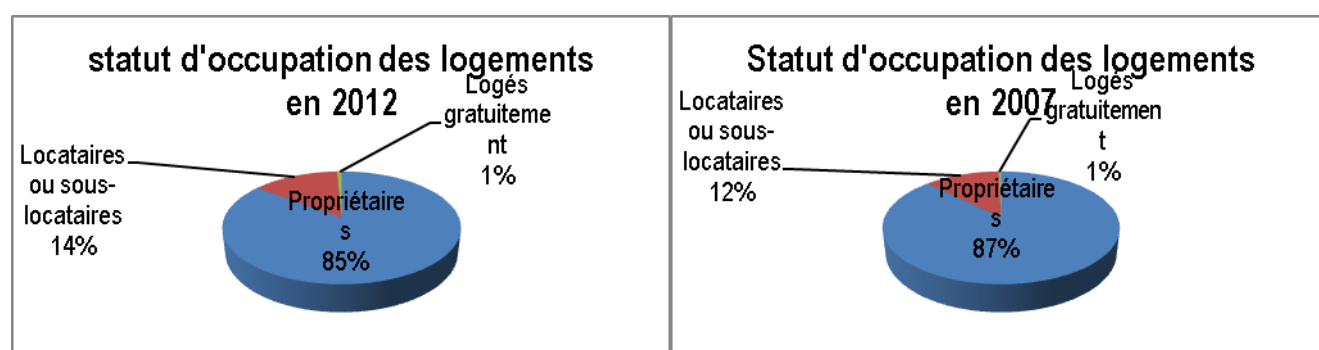 statut d'occupation des logements
en 2012
Logés
gratuiteme
nt
1%
Locataires
ou sous-
locataires
14%
Propriétaire
s
85%
Statut d'occupation des logements
en 2007
Logés
gratuitemen
t
1%
Locataires
ou sous-
locataires
12%
Propriétaire
s
87%